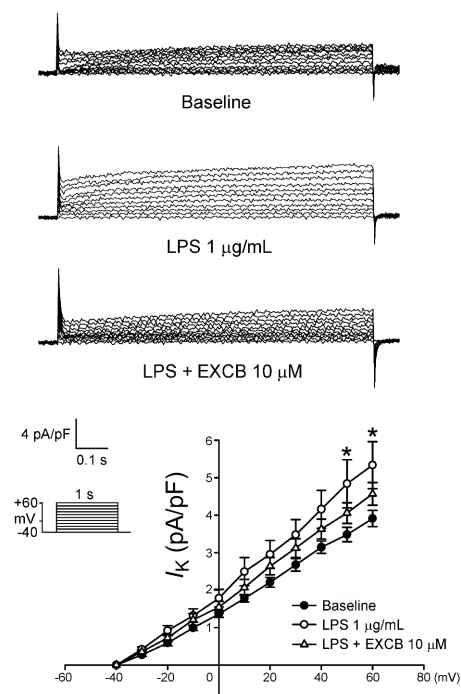 Baseline
LPS 1 μg/mL
LPS + EXCB 10 μM
4 pA/pF
0.1 s
1 s
+60
mV
-40
I_K (pA/pF)
6
5
4
3
2
1
* *
Baseline
LPS 1 μg/mL
LPS + EXCB 10 μM
-60 -40 -20 0 20 40 60 80 (mV)